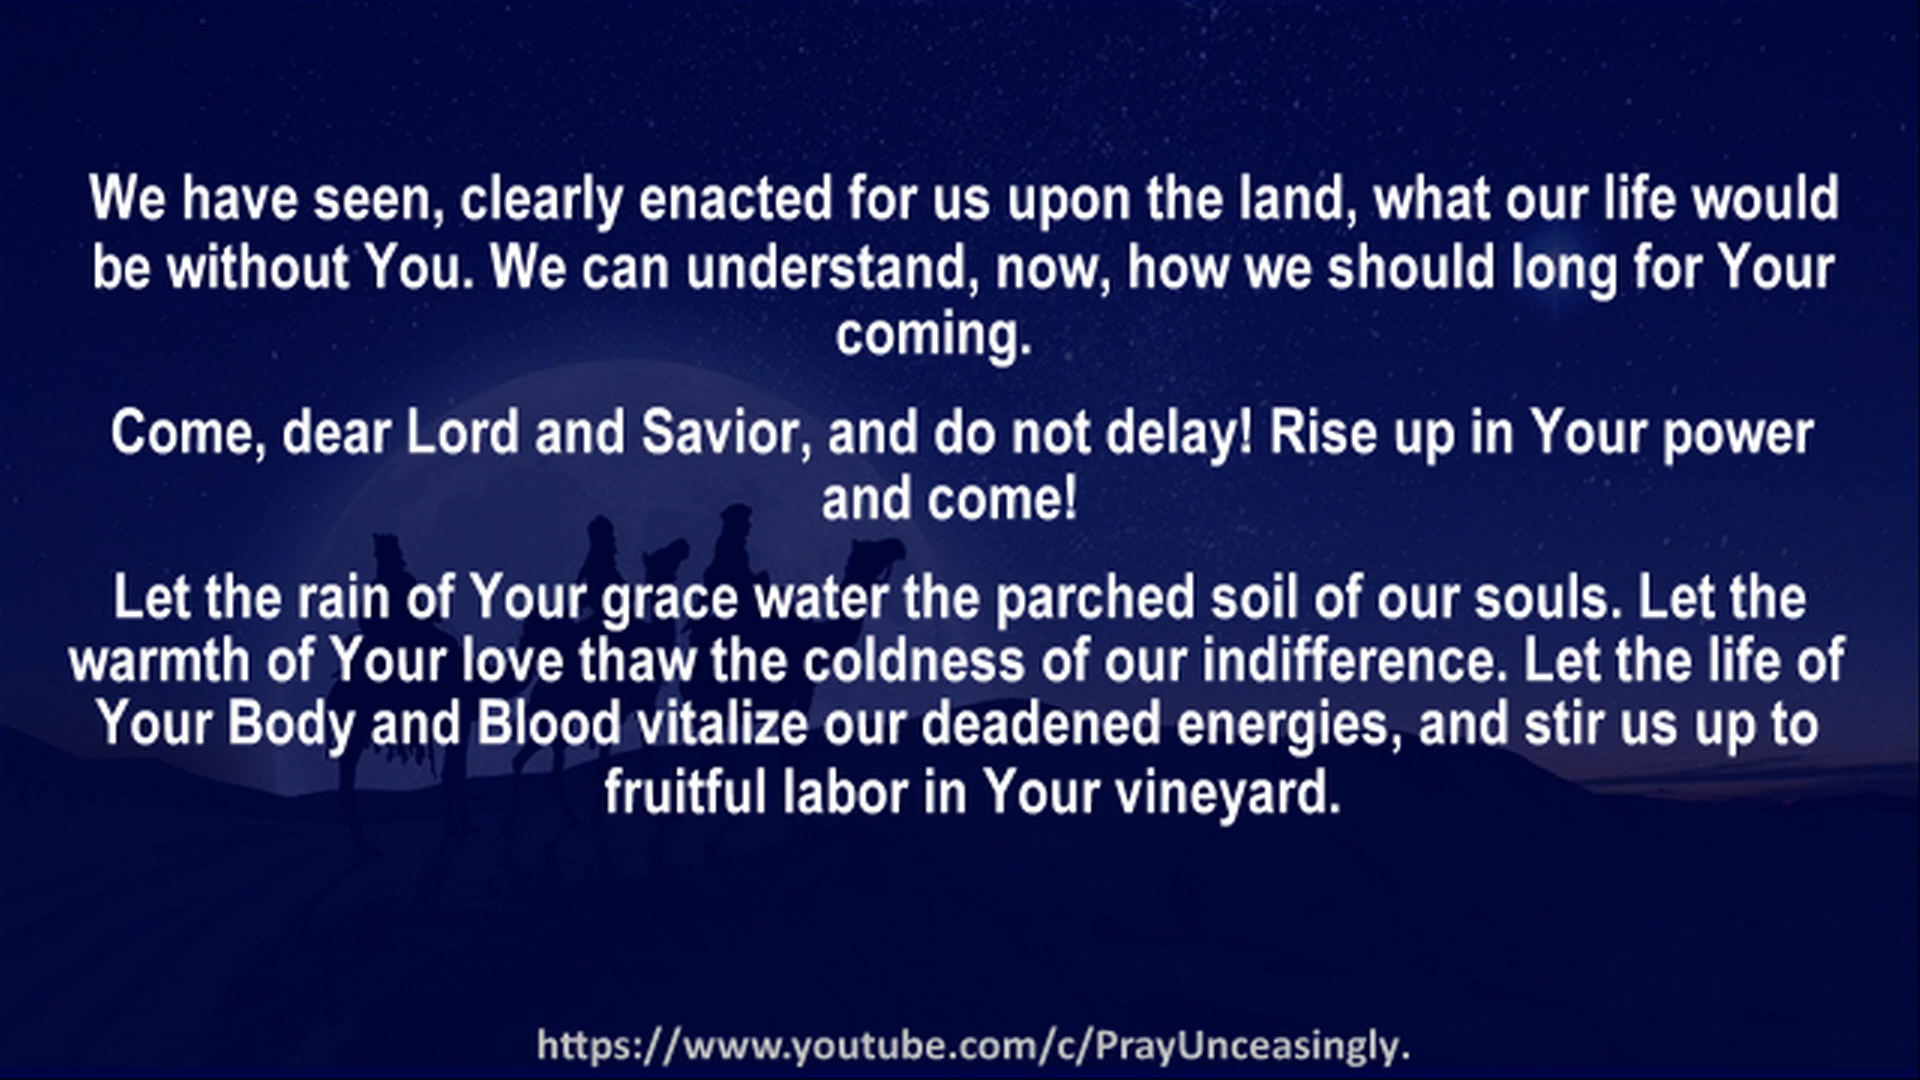 We have seen, clearly enacted for us upon the land, what our life would
be without You. We can understand, now, how we should long for Your
coming.
Come, dear Lord and Savior, and do not delay! Rise up in Your power
and come!
Let the rain of Your grace water the parched soil of our souls. Let the
warmth of Your love thaw the coldness of our indifference. Let the life of
Your Body and Blood vitalize our deadened energies, and stir us up to
fruitful labor in Your vineyard.
https://www.youtube.com/c/PrayUnceasingly.